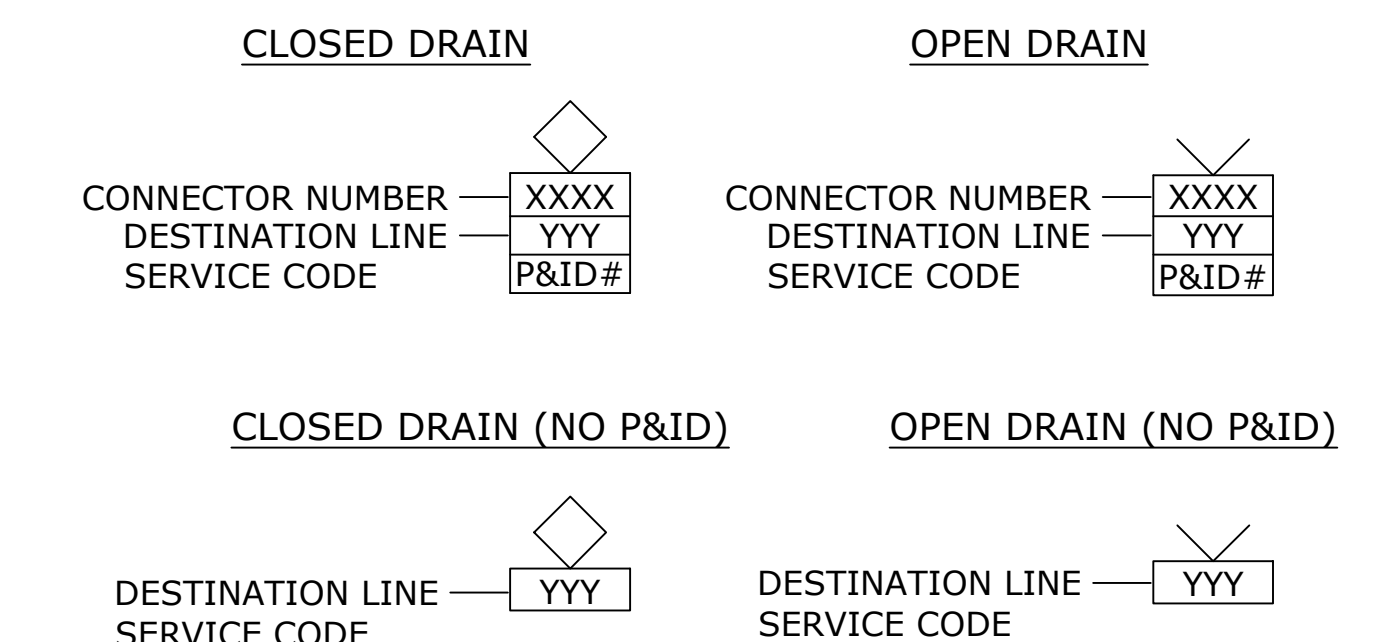 CLOSED DRAIN
OPEN DRAIN
CONNECTOR NUMBER
XXXX
DESTINATION LINE
YYY
SERVICE CODE
P&ID#
CONNECTOR NUMBER
XXXX
DESTINATION LINE
YYY
SERVICE CODE
P&ID#
CLOSED DRAIN (NO P&ID)
OPEN DRAIN (NO P&ID)
DESTINATION LINE
YYY
SERVICE CODE
DESTINATION LINE
YYY
SERVICE CODE